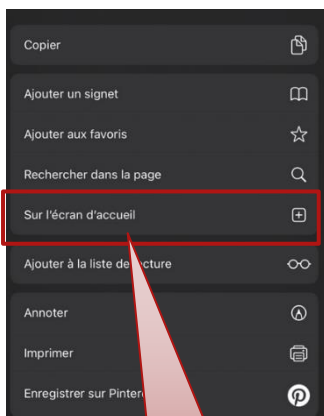 Copier
Ajouter un signet
Ajouter aux favoris
Rechercher dans la page
Sur l'écran d'accueil
Ajouter à la liste de lecture
Annoter
Imprimer
Enregistrer sur Pinter